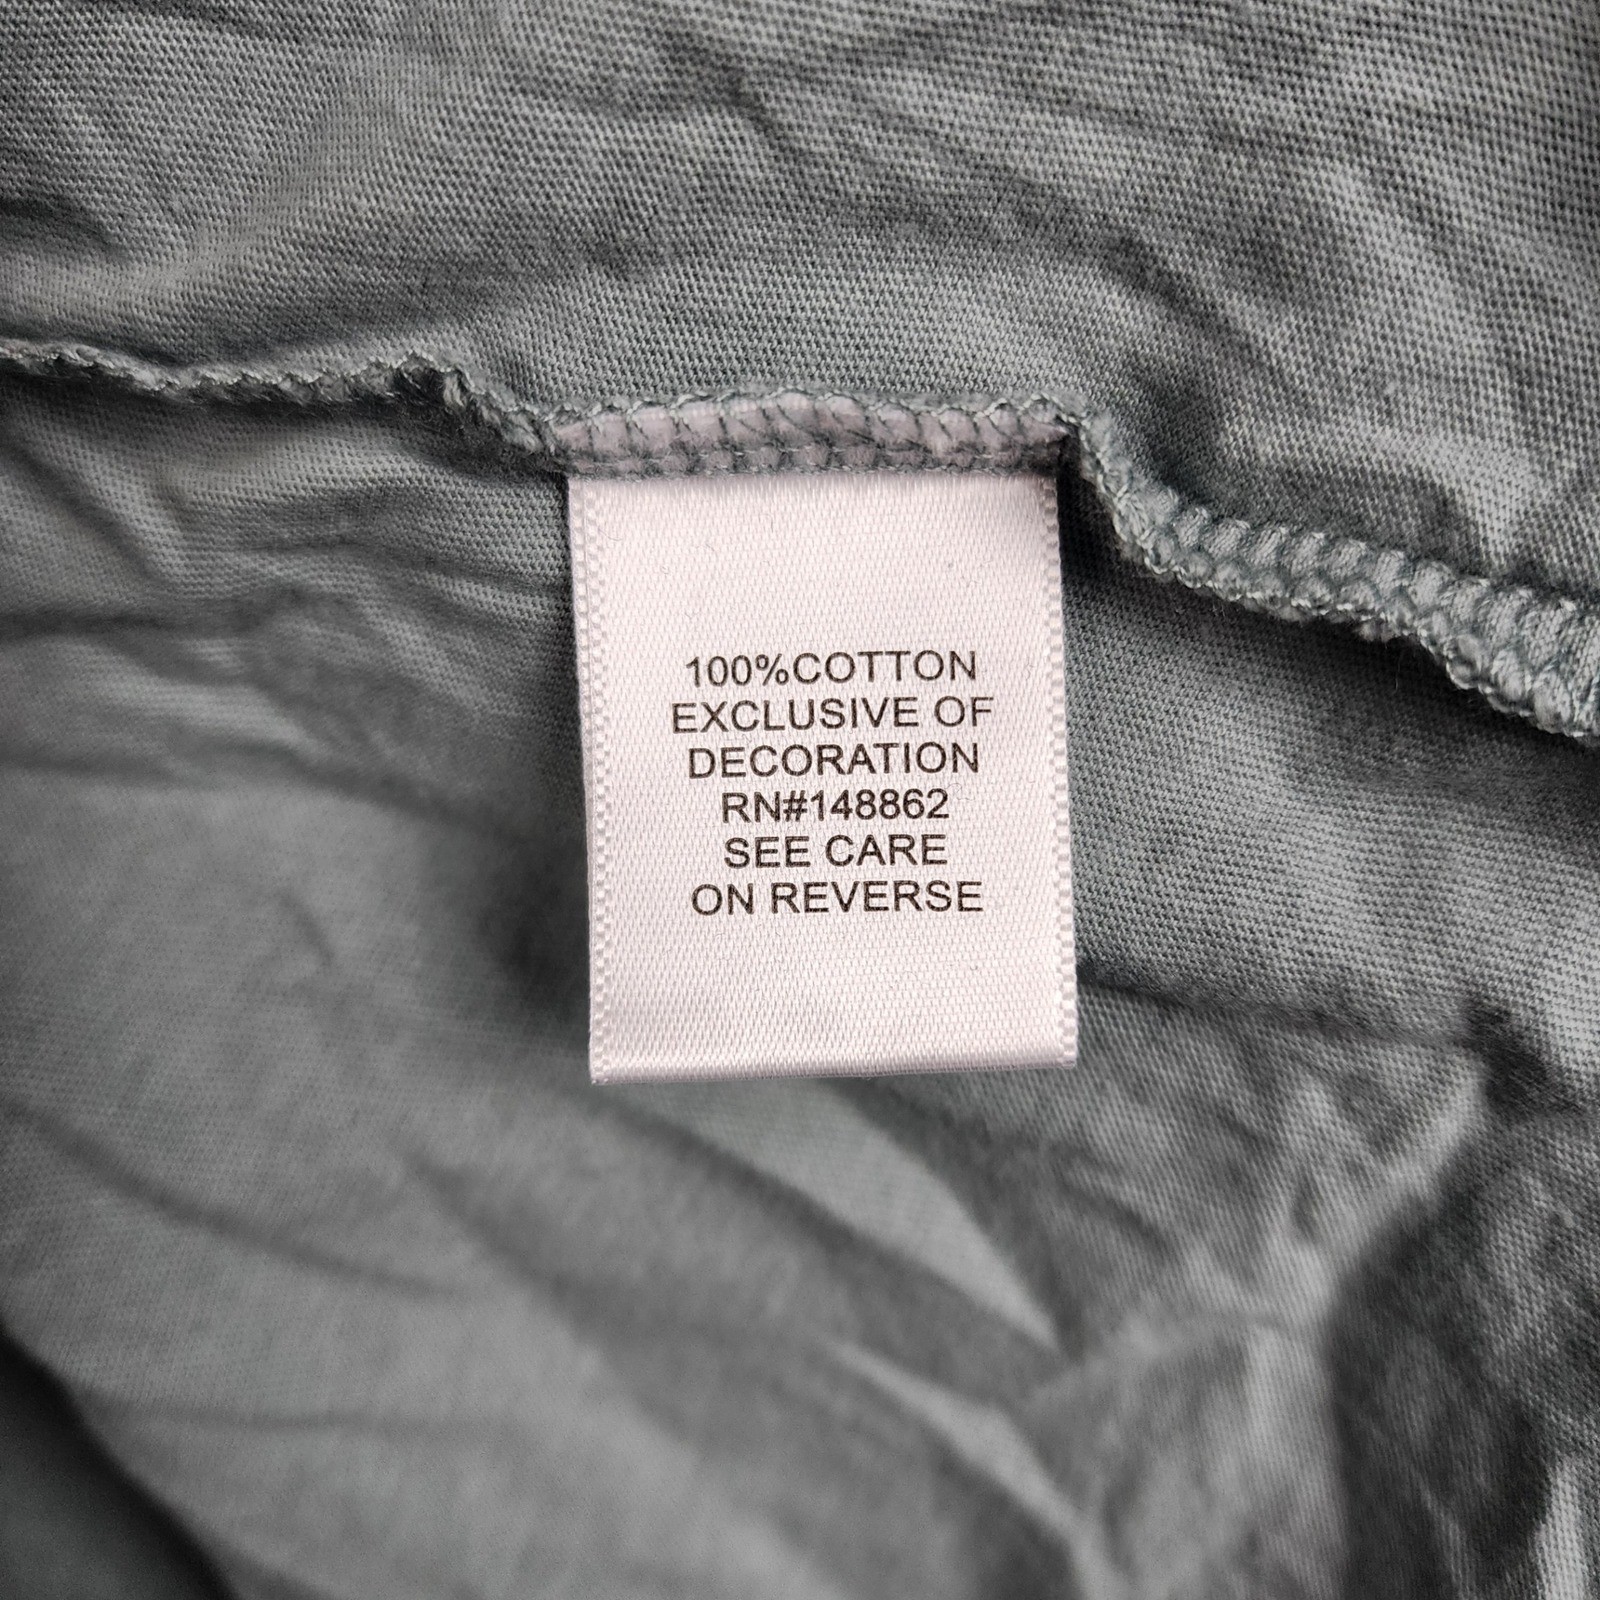 100%COTTON
EXCLUSIVE OF
DECORATION
RN#148862
SEE CARE
ON REVERSE